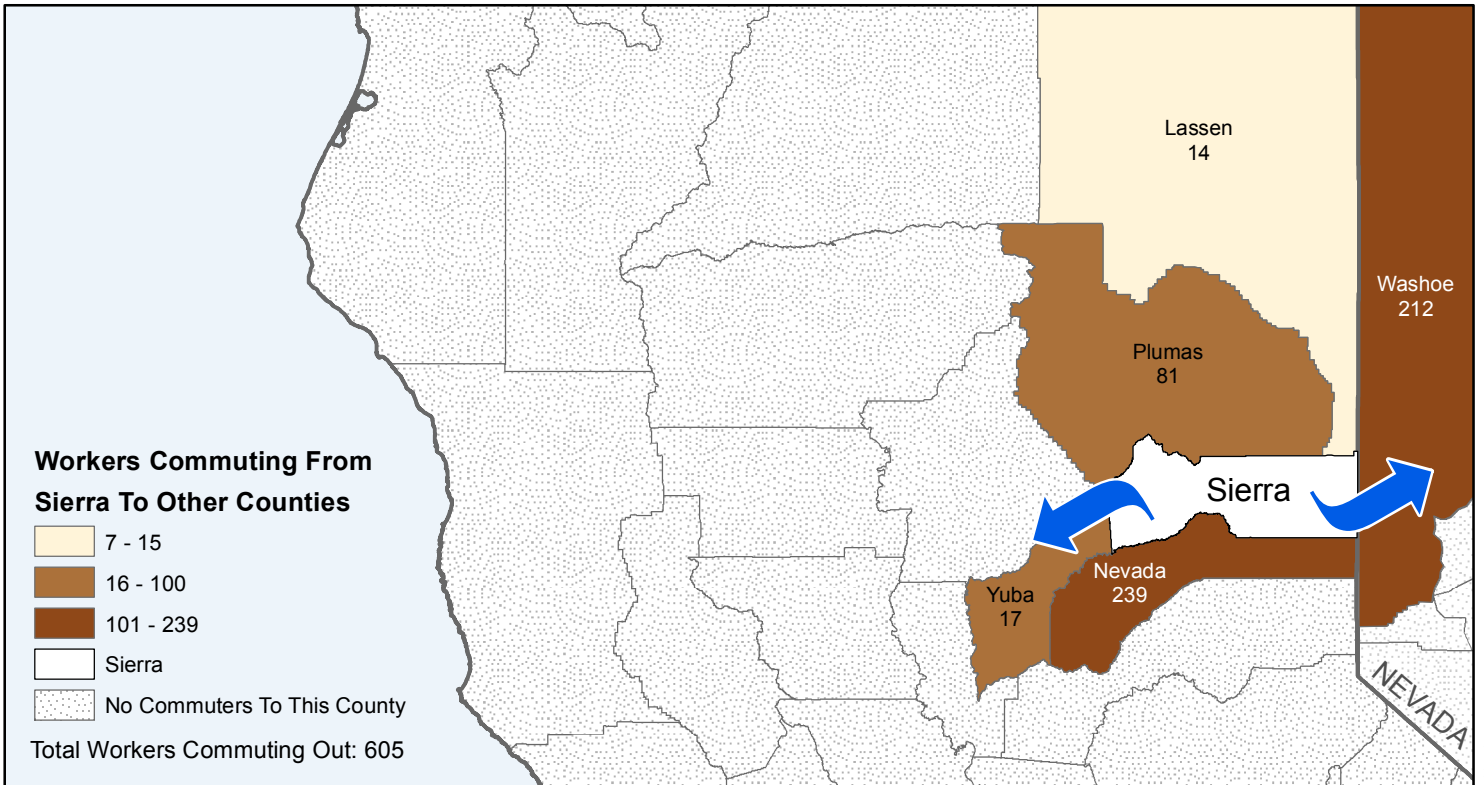 Lassen
14
Washoe
212
Plumas
81
Sierra
Nevada
239
Yuba
17
NEVADA
Workers Commuting From
Sierra To Other Counties
7 - 15
16 - 100
101 - 239
Sierra
No Commuters To This County
Total Workers Commuting Out: 605